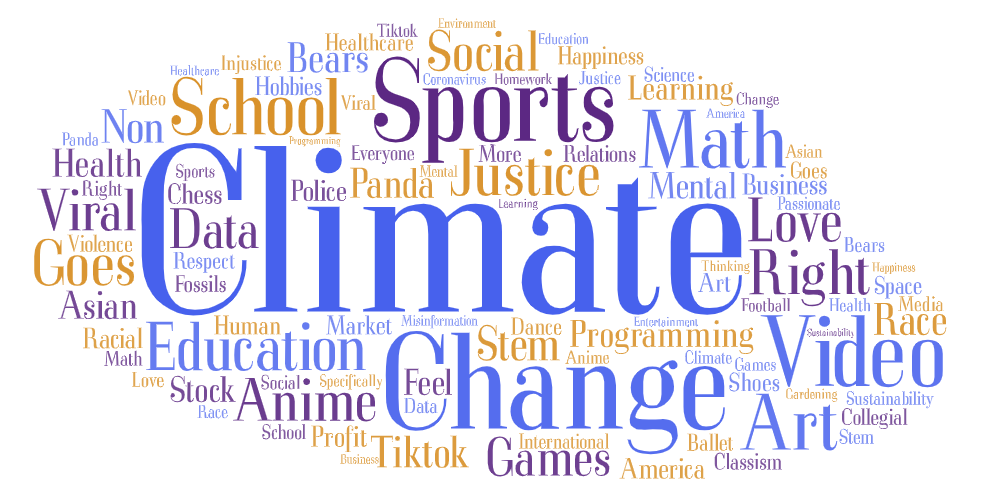 Tiktok
Environment
Healthcare
Social
Education
Bears
Happiness
Injustice
Healthcare
Hobbies
Sports
Coronavirus
Homework
Justice
Science
Learning
Change
Video
School
Viral
America
Non
Panda
Programming
Math
Asian
Goes
Health
Everyone
More
Relations
Mental
Justice
Right
Sports
Chess
Police
Panda
Learning
Mental
Business
Passionate
Viral
Data
Climate
Love
Violence
Goes
Respect
Fossils
Bears
Right
Happiness
Thinking
Art
Space
Asian
Football
Health
Media
Racial
Human
Market
Misinformation
Dance
Entertainment
Programming
Video
Sustainability
Race
Math
Education
Stem
Anime
Climate
Games
Love
Stock
Social
Specifically
Feel
Change
Shoes
Gardening
Sustainability
Race
Anime
Data
Art
Collegial
School
Profit
Tiktok
International
Ballet
Stem
Business
Games
America
Classism